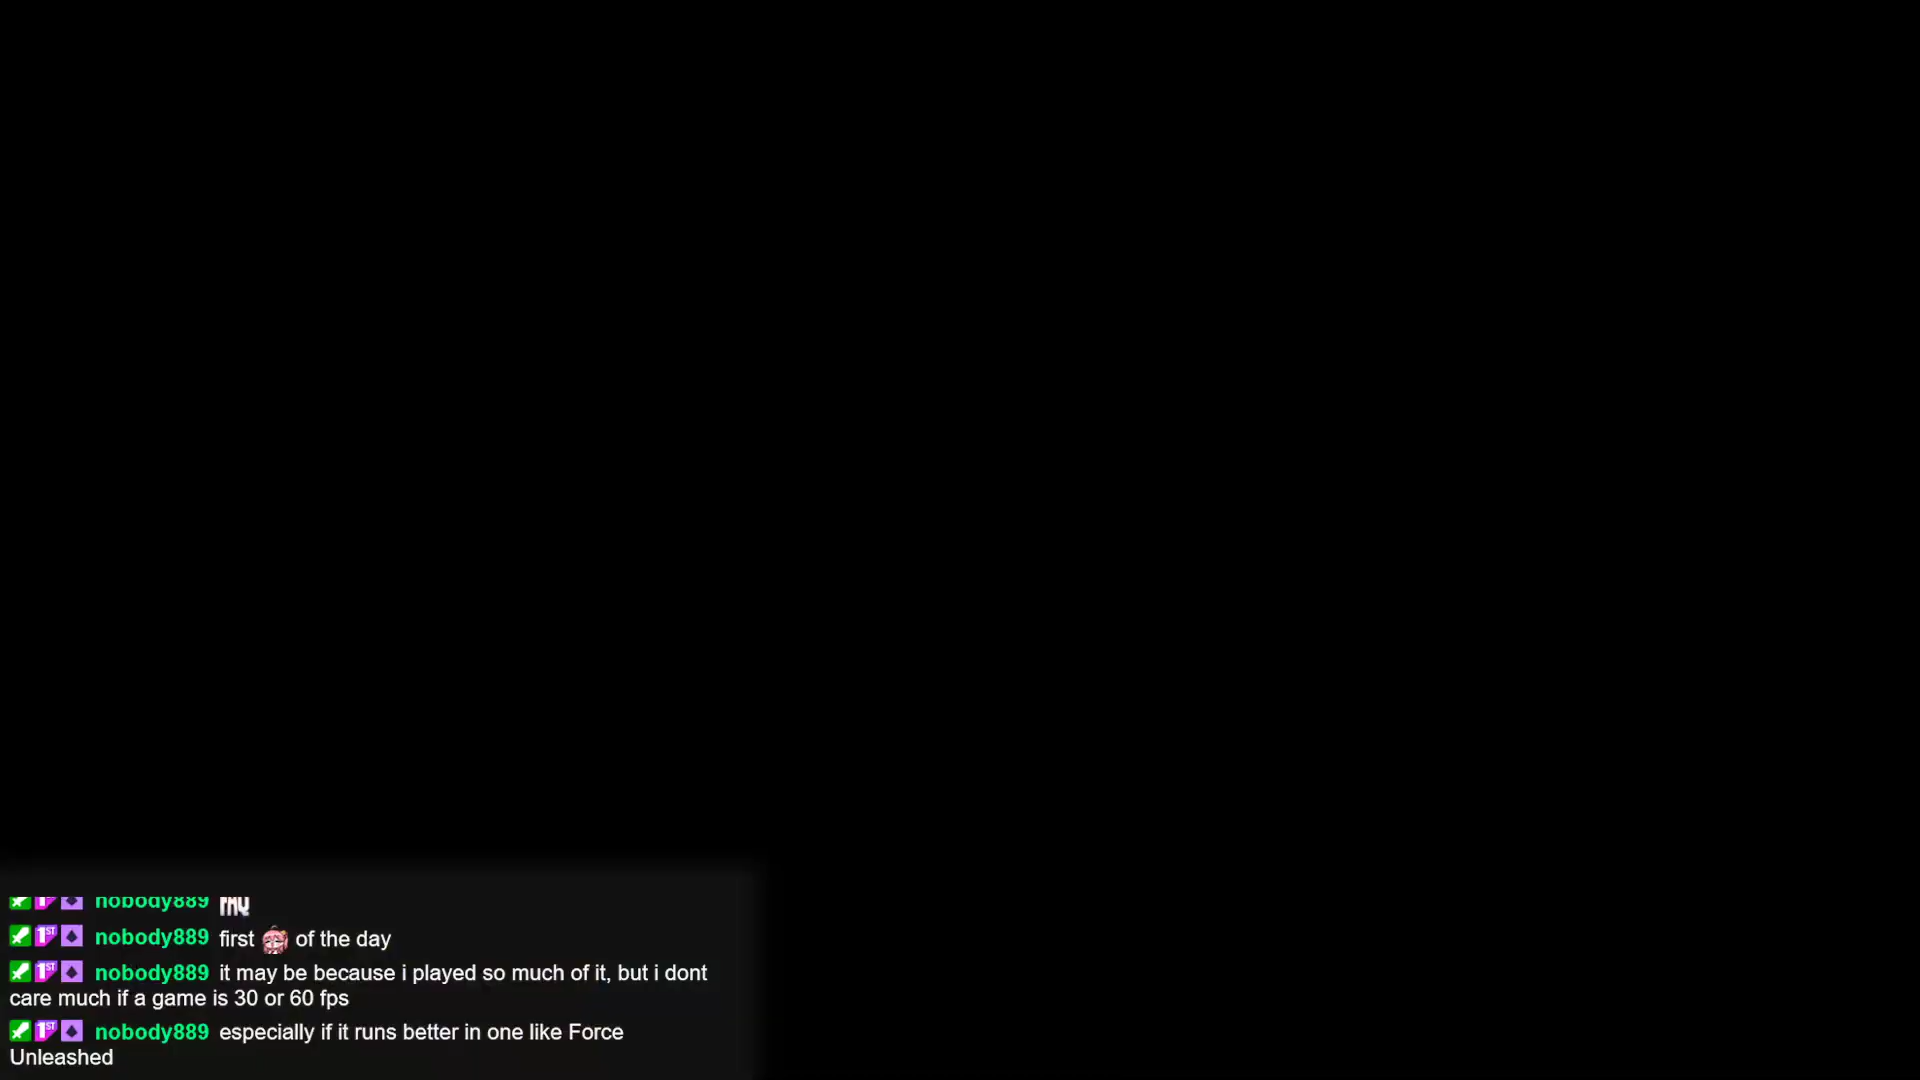 nobody889
nobody889 first of the day
nobody889 it may be because i played so much of it, but i dont
care much if a game is 30 or 60 fps
nobody889 especially if it runs better in one like Force
Unleashed